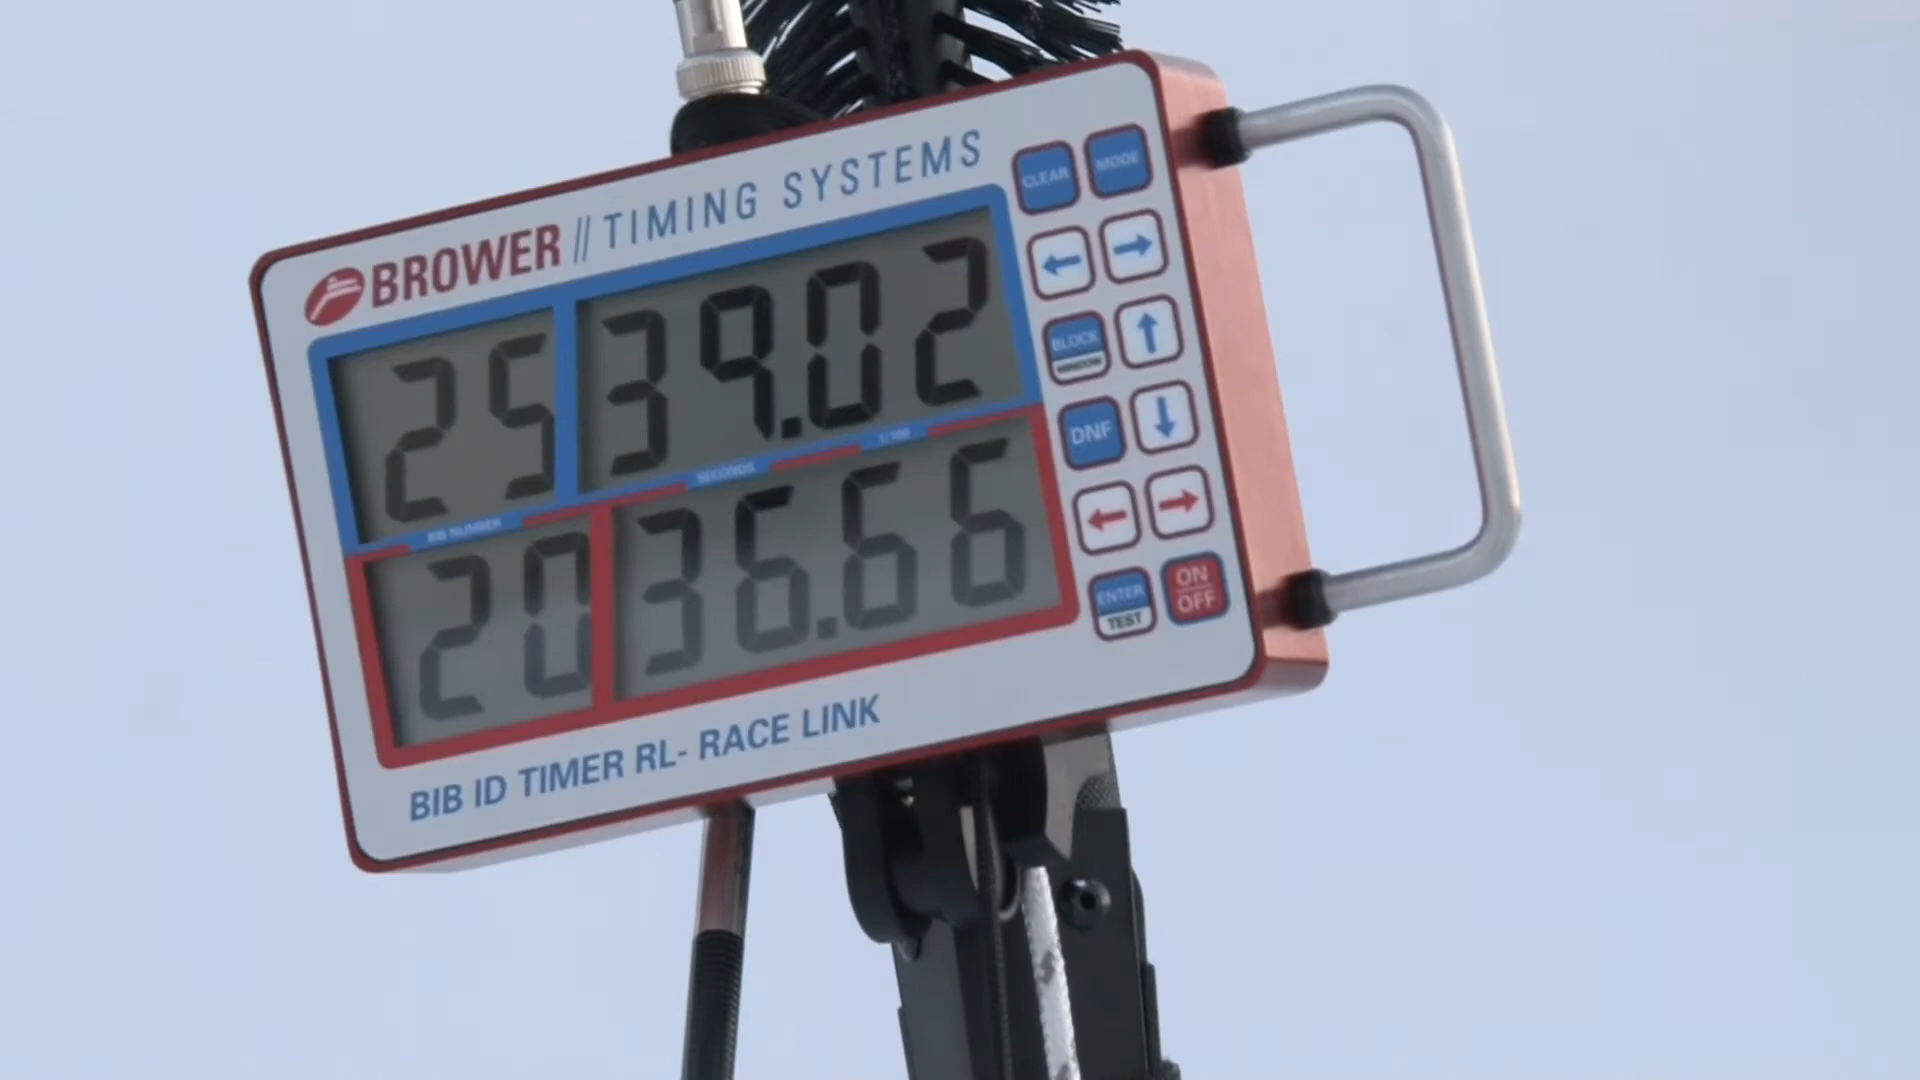 BROWER // TIMING SYSTEMS
CLEAR MODE
25 39.02
BLOCK
WINDOW
DNF
BIB NUMBER SECONDS 1/100
20 36.66
ENTER
TEST
ON
OFF
BIB ID TIMER RL- RACE LINK